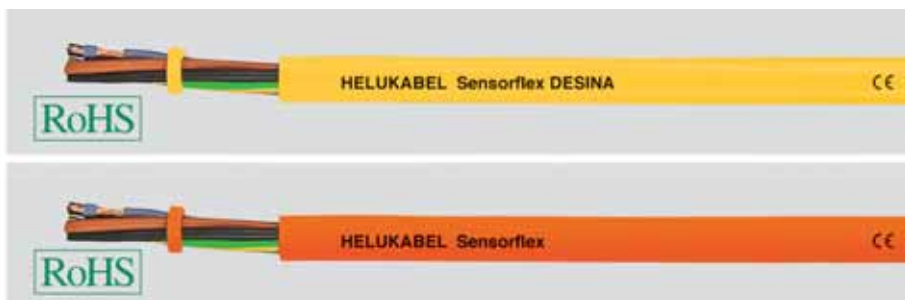 HELUKABEL Sensorflex DESINA CE
RoHS
HELUKABEL Sensorflex CE
RoHS